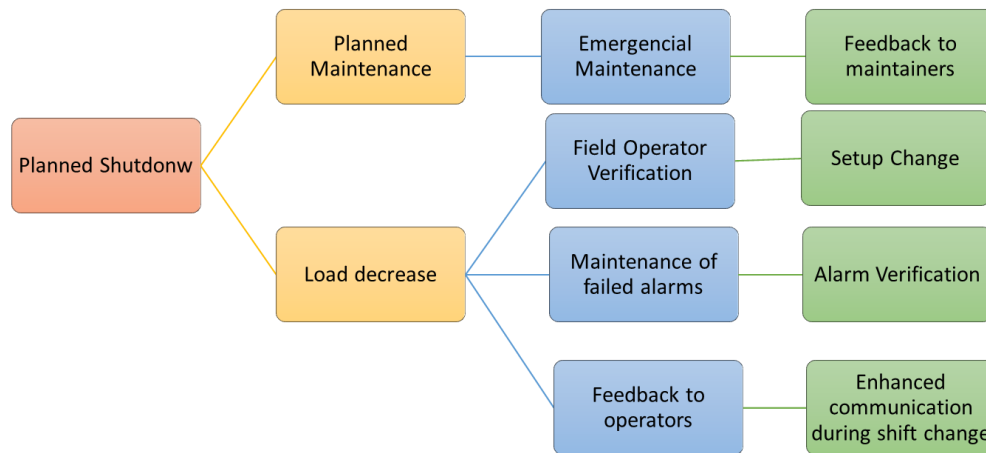 Planned Shutdonw
Planned
Maintenance
Load decrease
Emergencial
Maintenance
Field Operator
Verification
Maintenance of
failed alarms
Feedback to
operators
Feedback to
maintainers
Setup Change
Alarm Verification
Enhanced
communication
during shift change